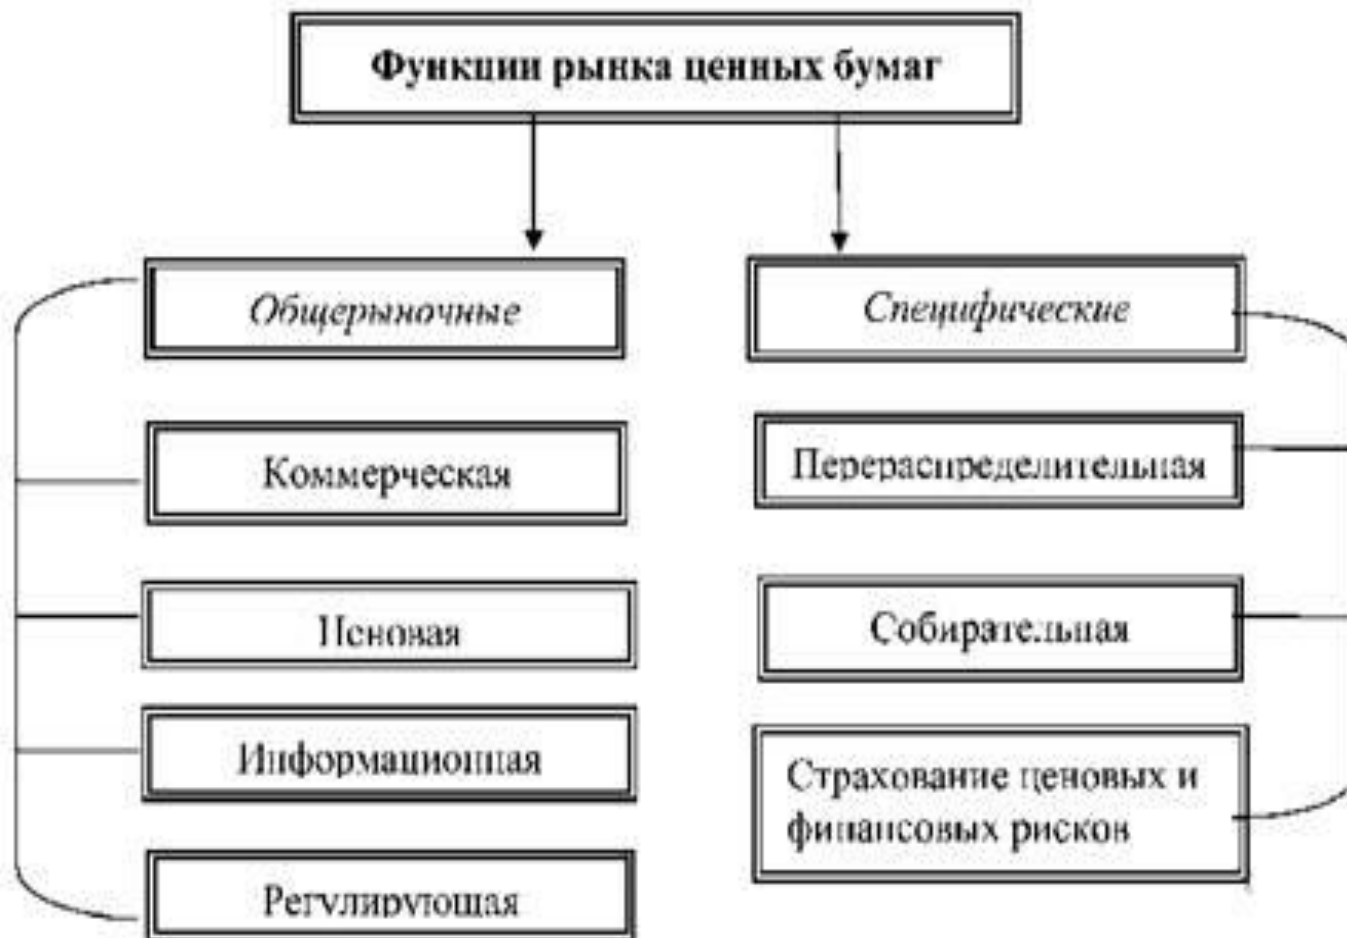 Функции рынка ценных бумаг
Общерыночные
Специфические
Коммерческая
Перераспределительная
Ценовая
Собирательная
Информационная
Страхование ценовых и
финансовых рисков
Регулирующая